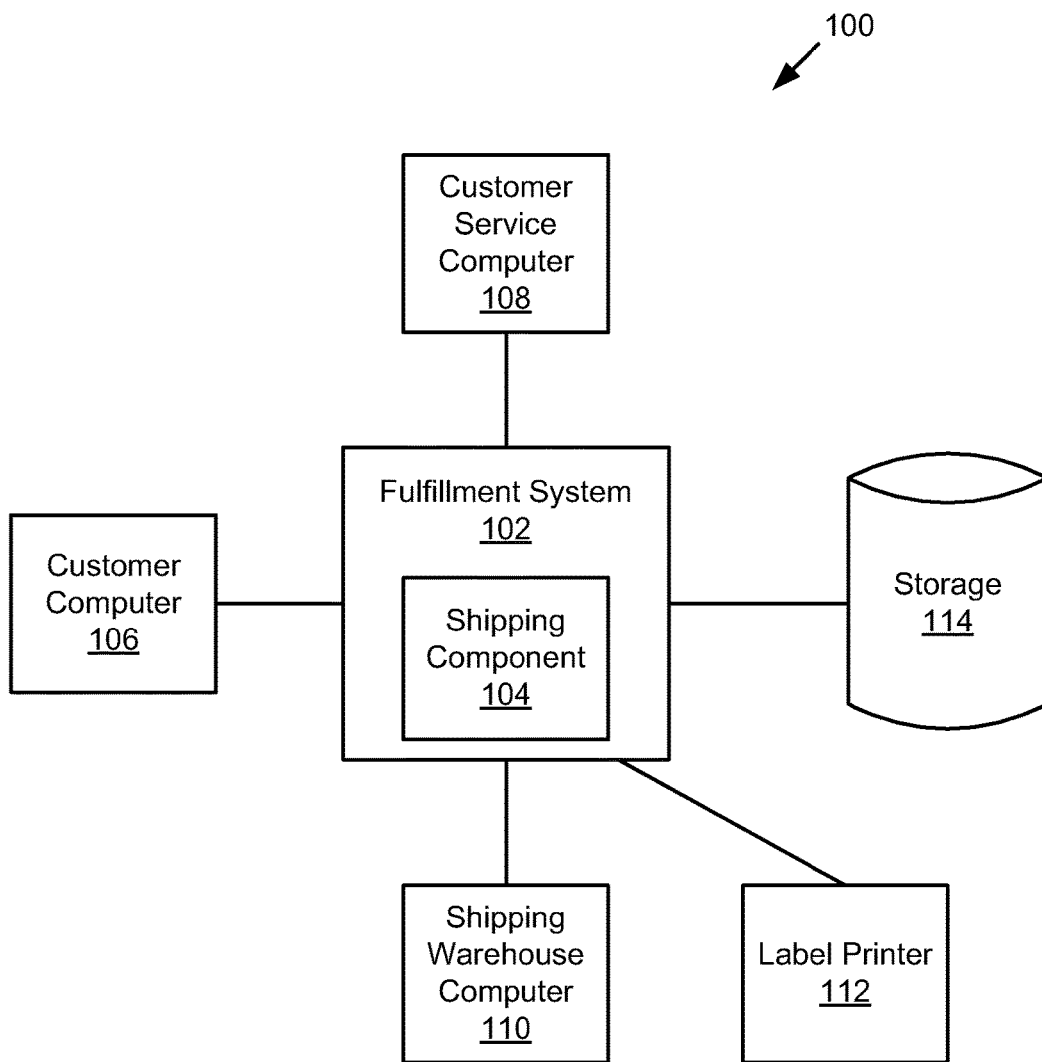 100
Customer
Service
Computer
108
Fulfillment System
102
Customer
Computer
106
Shipping
Component
104
Storage
114
Shipping
Warehouse
Computer
110
Label Printer
112